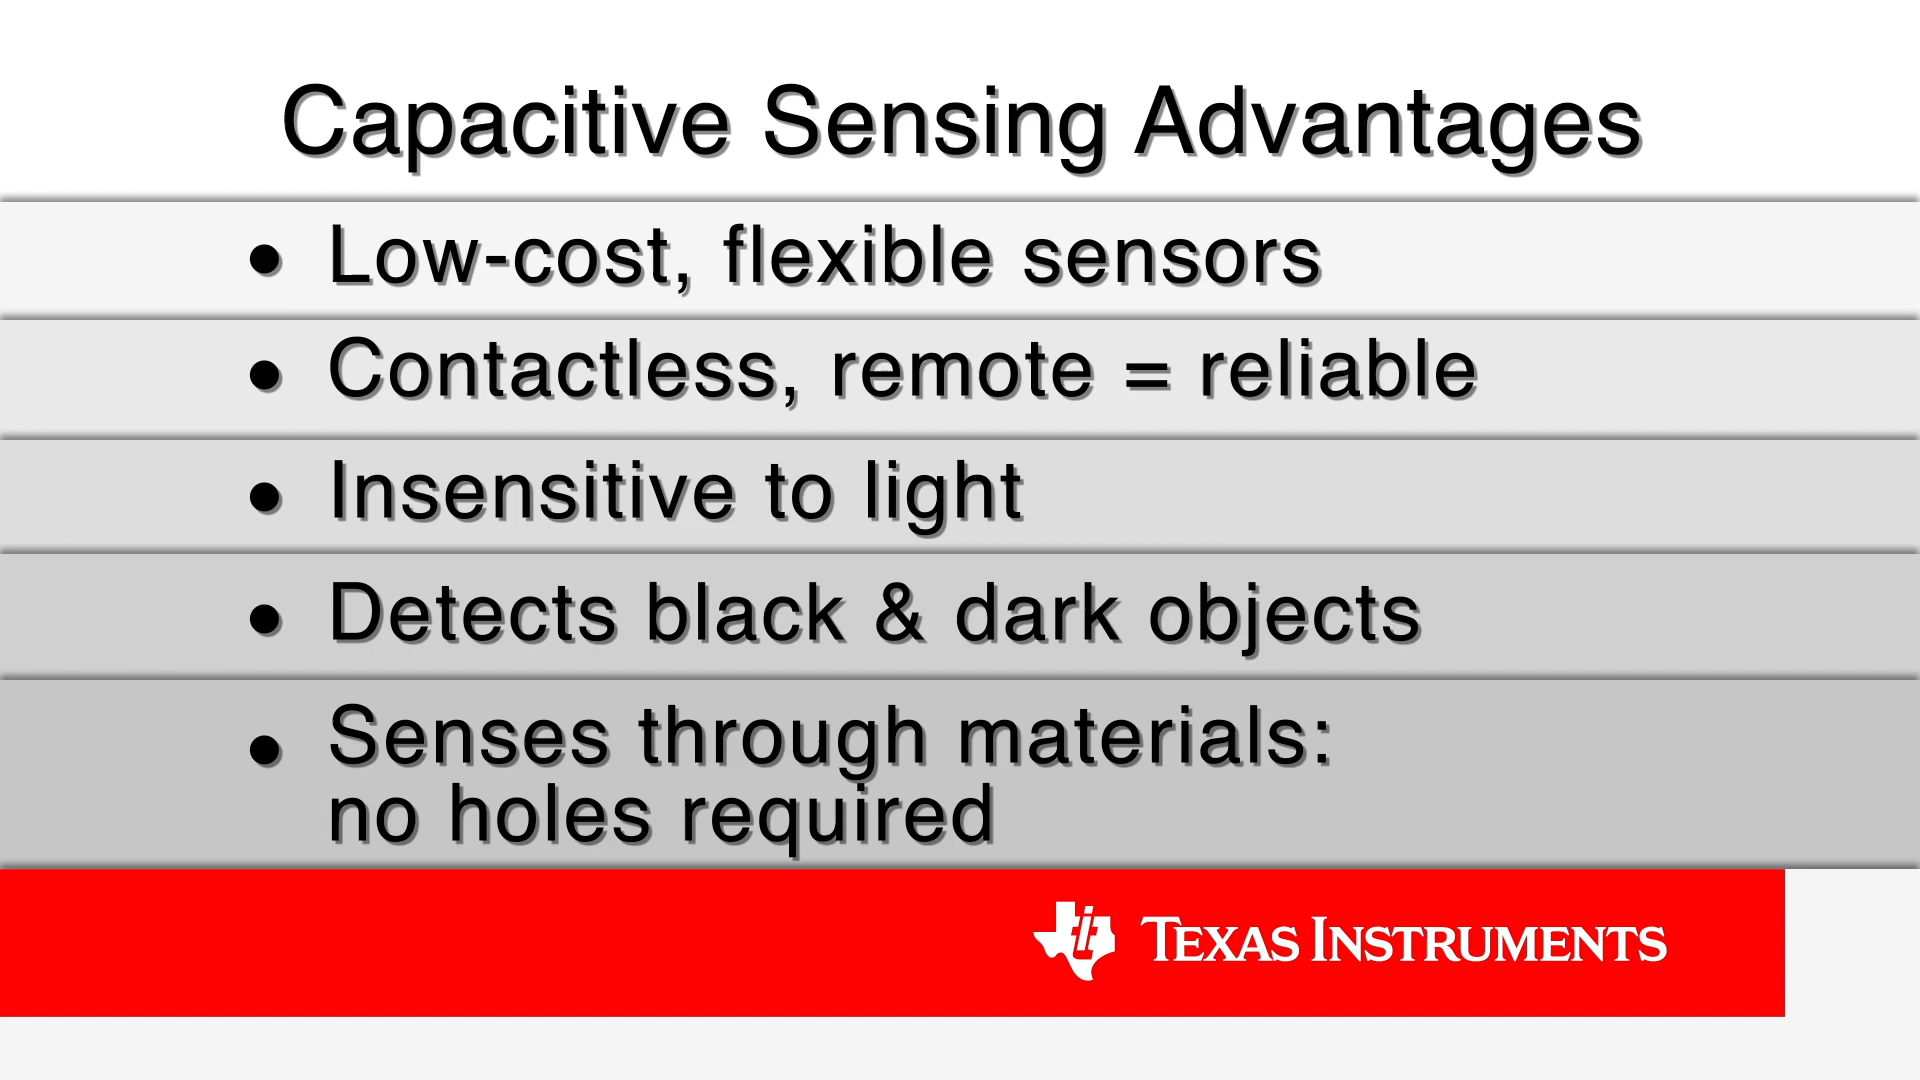 Capacitive Sensing Advantages
• Low-cost, flexible sensors
• Contactless, remote = reliable
• Insensitive to light
• Detects black & dark objects
• Senses through materials:
no holes required
TEXAS INSTRUMENTS